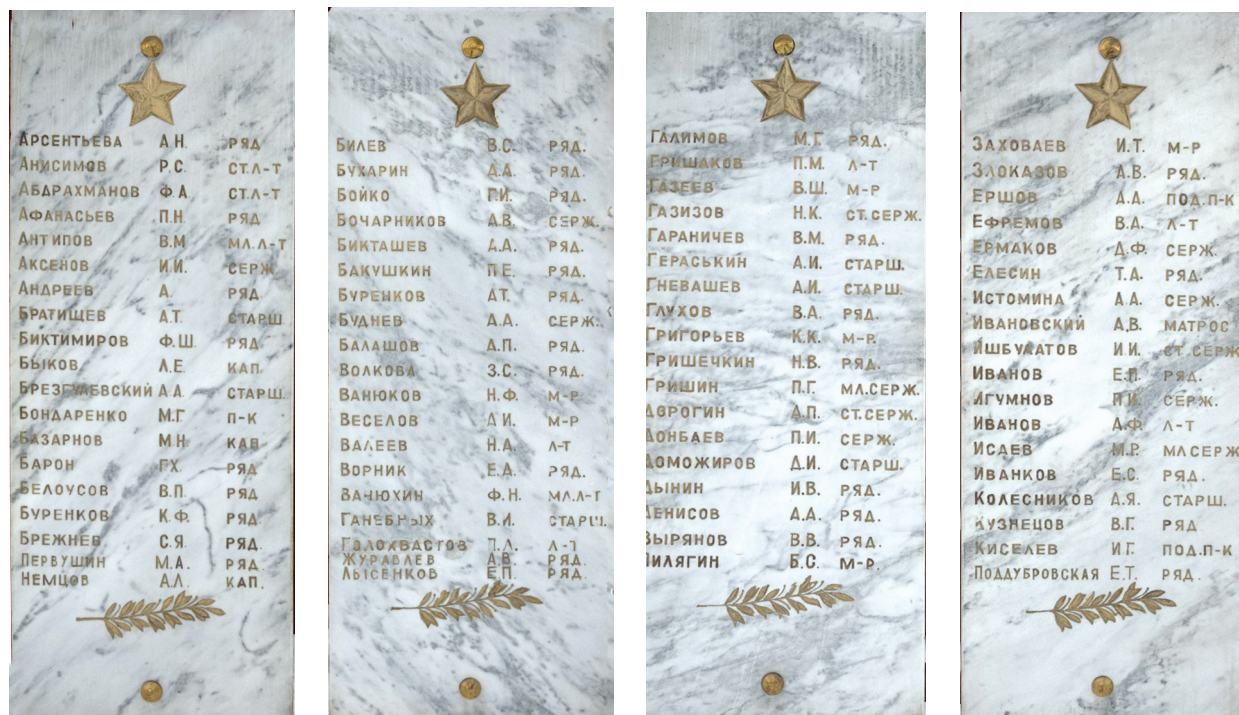 АРСЕНТЬЕВА А.Н. РЯД
АНИСИМОВ Р.С. СТ.Л-Т
АБДРАХМАНОВ Ф.А. СТ.Л-Т
АФАНАСЬЕВ П.Н. РЯД
АНТИПОВ В.М МЛ.Л-Т
АКСЕНОВ И.И. СЕРЖ.
АНДРЕЕВ А. РЯД
БРАТИЩЕВ А.Т. СТАРШ
БИКТИМИРОВ Ф.Ш. РЯД
БЫКОВ Л.Е. КАП.
БРЕЗГУЛЕВСКИЙ А.А. СТАРШ.
БОНДАРЕНКО М.Г П-К
БАЗАРНОВ М.Н. КАВ
БАРОН Г.Х. РЯД
БЕЛОУСОВ В.П. РЯД
БУРЕНКОВ К.Ф. РЯД.
БРЕЖНЕВ С.Я. РЯД.
ПЕРВУШИН М.А. РЯД.
НЕМЦОВ А.Л. КАП.
БИЛЕВ В.С. РЯД.
БУХАРИН А.А. РЯД.
БОЙКО Г.И. РЯД.
БОЧАРНИКОВ А.В. СЕРЖ.
БИКТАШЕВ А.А. РЯД.
БАКУШКИН П.Е. РЯД.
БУРЕНКОВ А.Т. РЯД.
БУДНЕВ А.А. СЕРЖ.
БАЛАШОВ А.П. РЯД.
ВОЛКОВА З.С. РЯД.
ВАНЮКОВ Н.Ф. М-Р
ВЕСЕЛОВ А.И. М-Р
ВАЛЕЕВ Н.А. Л-Т
ВОРНИК Е.А. РЯД.
ВАНЮХИН Ф.Н. МЛ.Л-Т
ГАНЕБНЫХ В.И. СТАРШ.
ГОЛОХВАСТОВ П.А. Л-Т
ЖУРАВЛЕВ А.В. РЯД.
ЛЫСЕНКОВ Е.П. РЯД.
ГАЛИМОВ М.Г. РЯД.
ГРИШАКОВ П.М. Л-Т
ГАЗЕЕВ В.Ш. М-Р
ГАЗИЗОВ Н.К. СТ.СЕРЖ.
ГАРАНИЧЕВ В.М. РЯД.
ГЕРАСЬКИН А.И. СТАРШ.
ГНЕВАШЕВ А.И. СТАРШ.
ГЛУХОВ В.А. РЯД.
ГРИГОРЬЕВ К.К. М-Р.
ГРИШЕЧКИН Н.В. РЯД.
ГРИШИН П.Г. МЛ.СЕРЖ.
ДОРОГИН А.П. СТ.СЕРЖ.
ДОНБАЕВ П.И. СЕРЖ.
ДОМОЖИРОВ Д.И. СТАРШ.
ДЫНИН И.В. РЯД.
ДЕНИСОВ А.А. РЯД.
ЗЫРЯНОВ В.В. РЯД.
ПИЛЯГИН Б.С. М-Р.
ЗАХОВАЕВ И.Т. М-Р
ЗЛОКАЗОВ А.В. РЯД.
ЕРШОВ А.А. ПОД.П-К
ЕФРЕМОВ В.А. Л-Т
ЕРМАКОВ Д.Ф. СЕРЖ.
ЕЛЕСИН Т.А. РЯД.
ИСТОМИНА А.А. СЕРЖ.
ИВАНОВСКИЙ А.В. МАТРОС
ИШБУЛАТОВ И.И. СТ.СЕРЖ
ИВАНОВ Е.П. РЯД.
ИГУМНОВ П.И. СЕРЖ.
ИВАНОВ А.Ф. Л-Т
ИСАЕВ М.Р. МЛ.СЕРЖ
ИВАНКОВ Е.С. РЯД.
КОЛЕСНИКОВ А.Я. СТАРШ.
КУЗНЕЦОВ В.Г. РЯД
КИСЕЛЕВ И.Г. ПОД.П-К
ПОДДУБРОВСКАЯ Е.Т. РЯД.